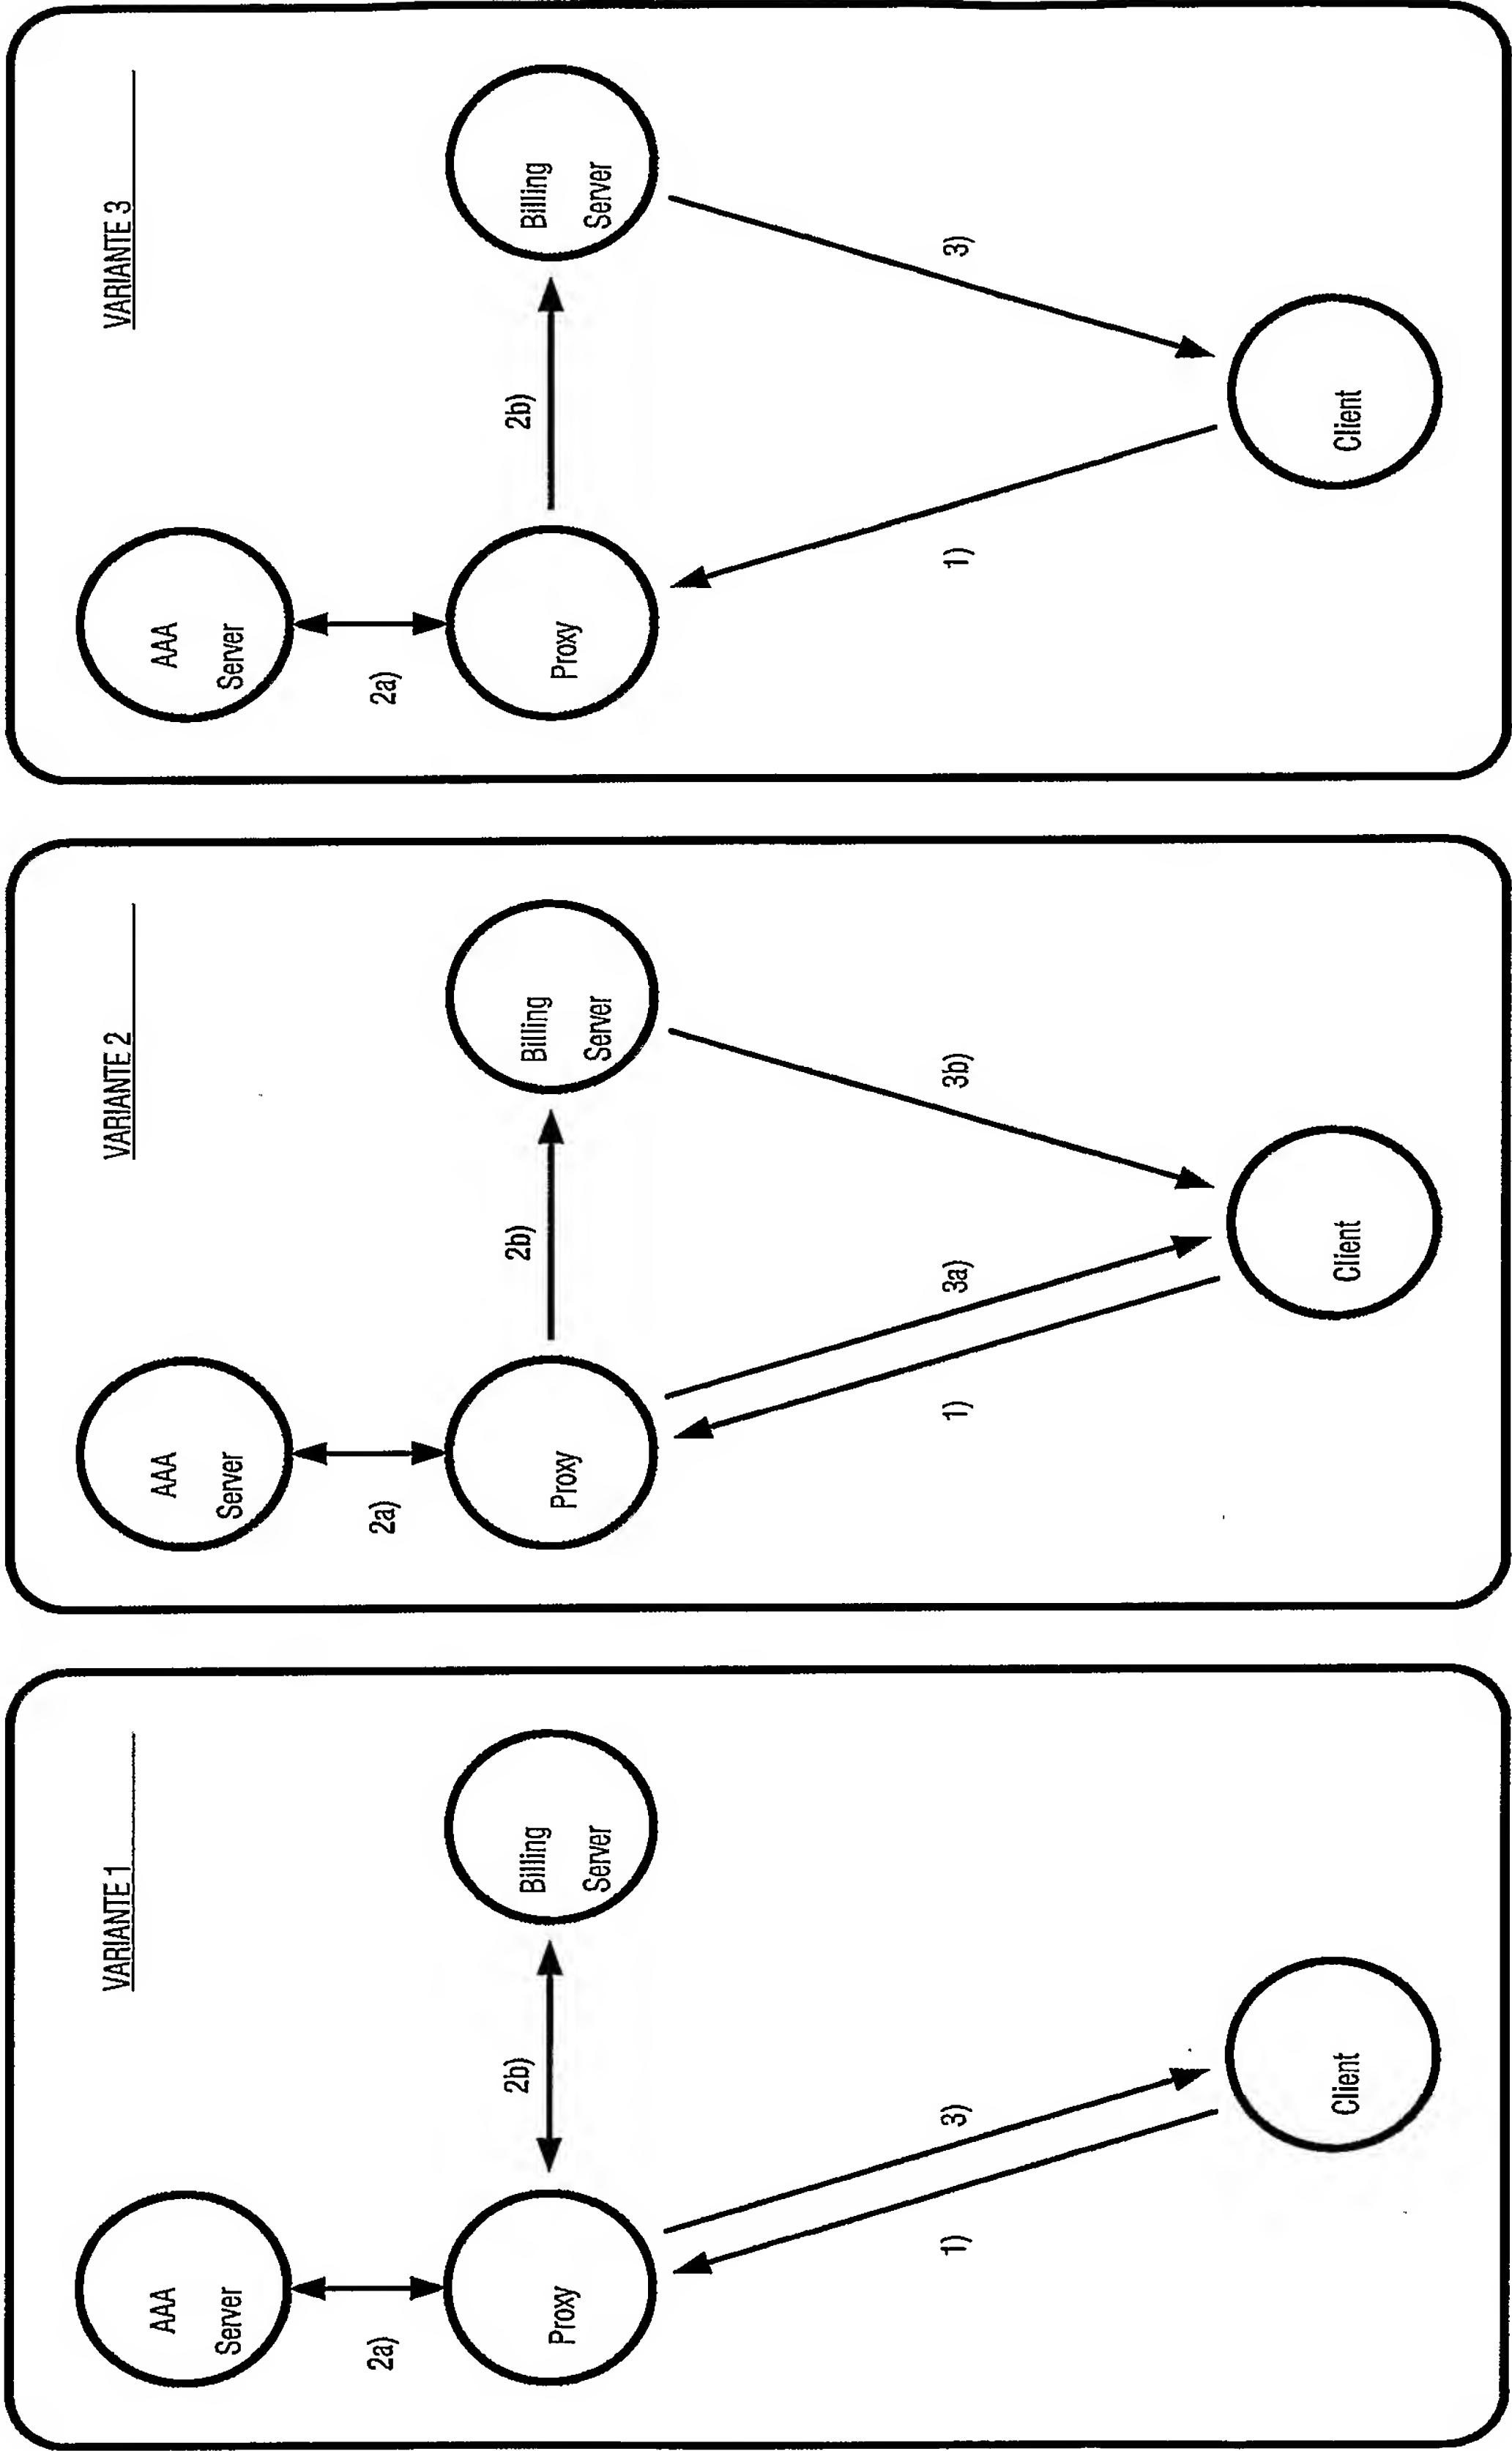 VARIANTE 1
AAA
Server
2a)
Proxy
2b)
Billing
Server
1)
3)
Client
VARIANTE 2
AAA
Server
2a)
Proxy
2b)
Billing
Server
1)
3a)
3b)
Client
VARIANTE 3
AAA
Server
2a)
Proxy
2b)
Billing
Server
1)
3)
Client